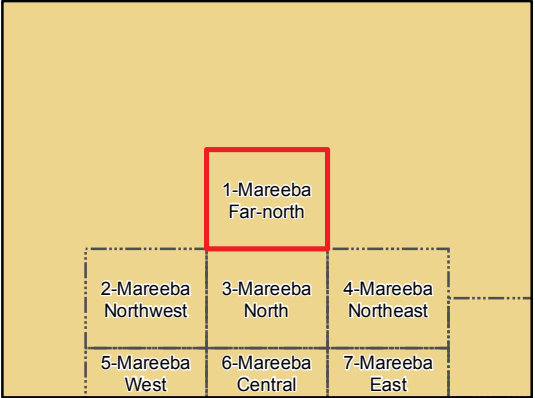 1-Mareeba
Far-north
2-Mareeba
Northwest
3-Mareeba
North
4-Mareeba
Northeast
5-Mareeba
West
6-Mareeba
Central
7-Mareeba
East